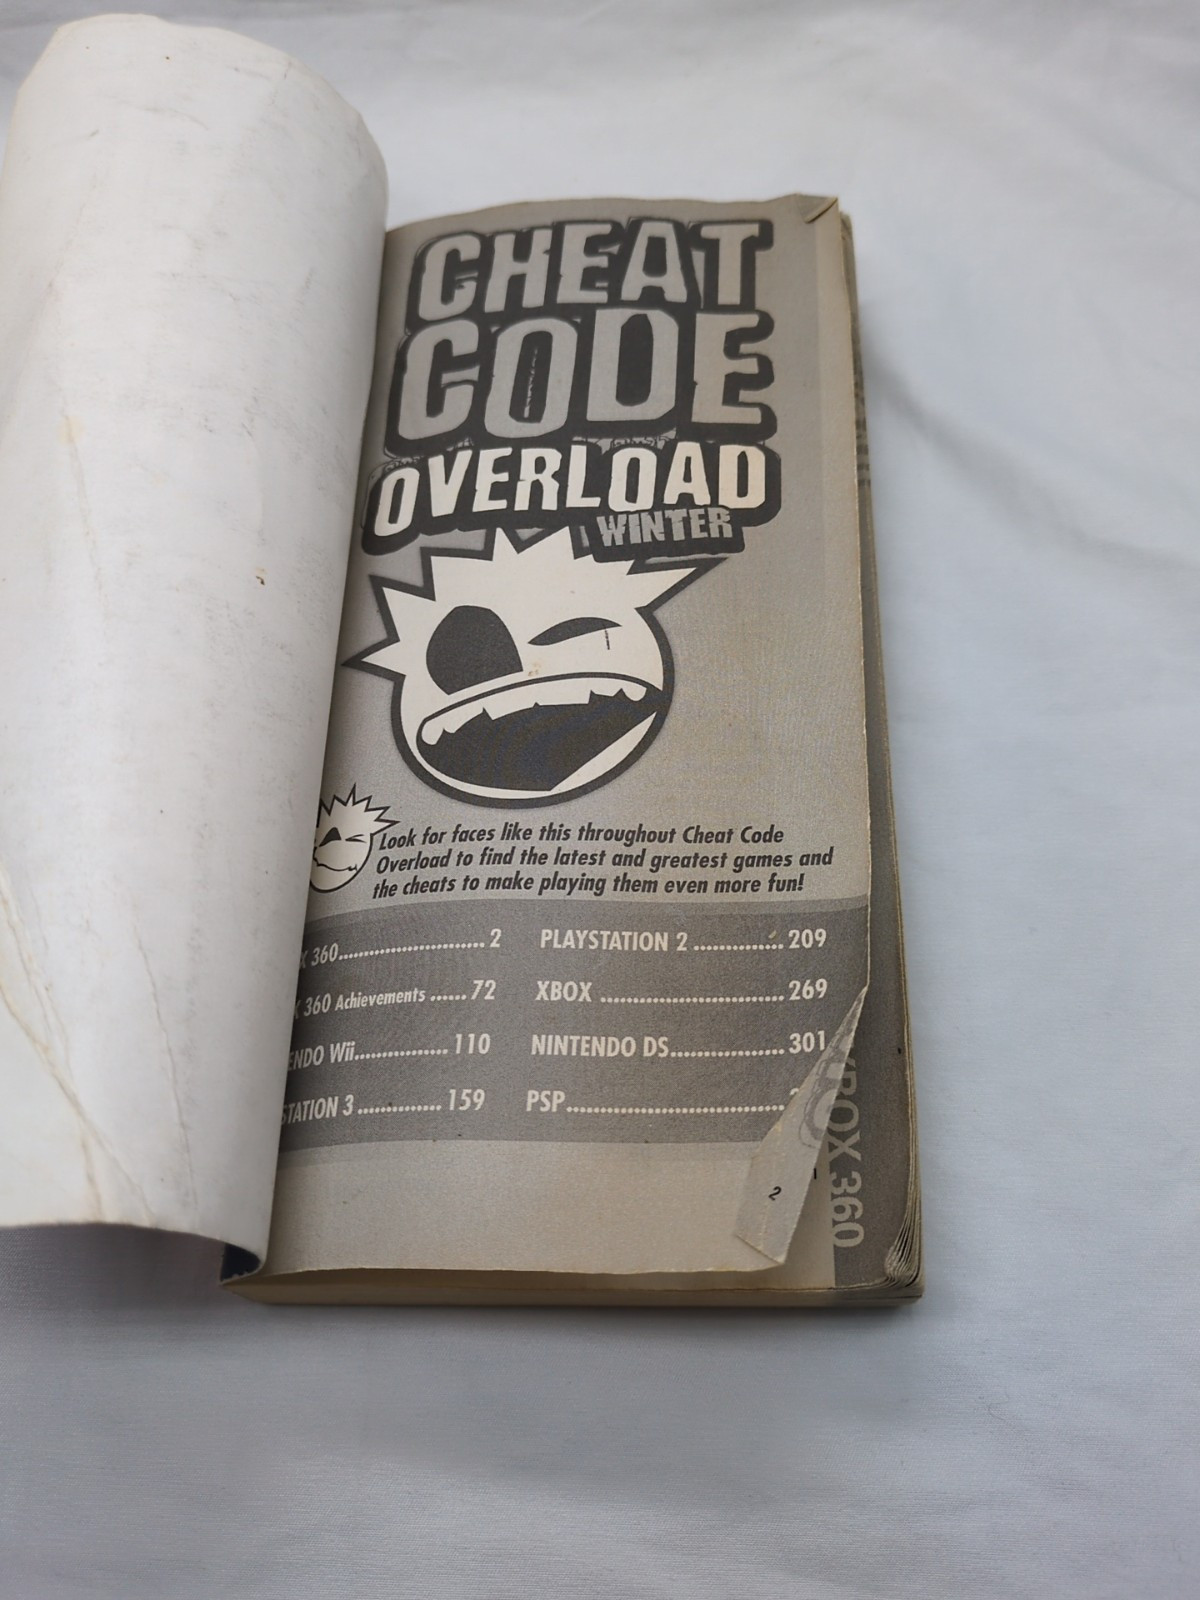 CHEAT
CODE
OVERLOAD
WINTER
Look for faces like this throughout Cheat Code
Overload to find the latest and greatest games and
the cheats to make playing them even more fun!
X 360.............................2
X 360 Achievements ......72
ENDO Wii.................110
STATION 3 ...............159
PLAYSTATION 2 ...............209
XBOX ...............................269
NINTENDO DS...................301
PSP....................................
2
XBOX 360